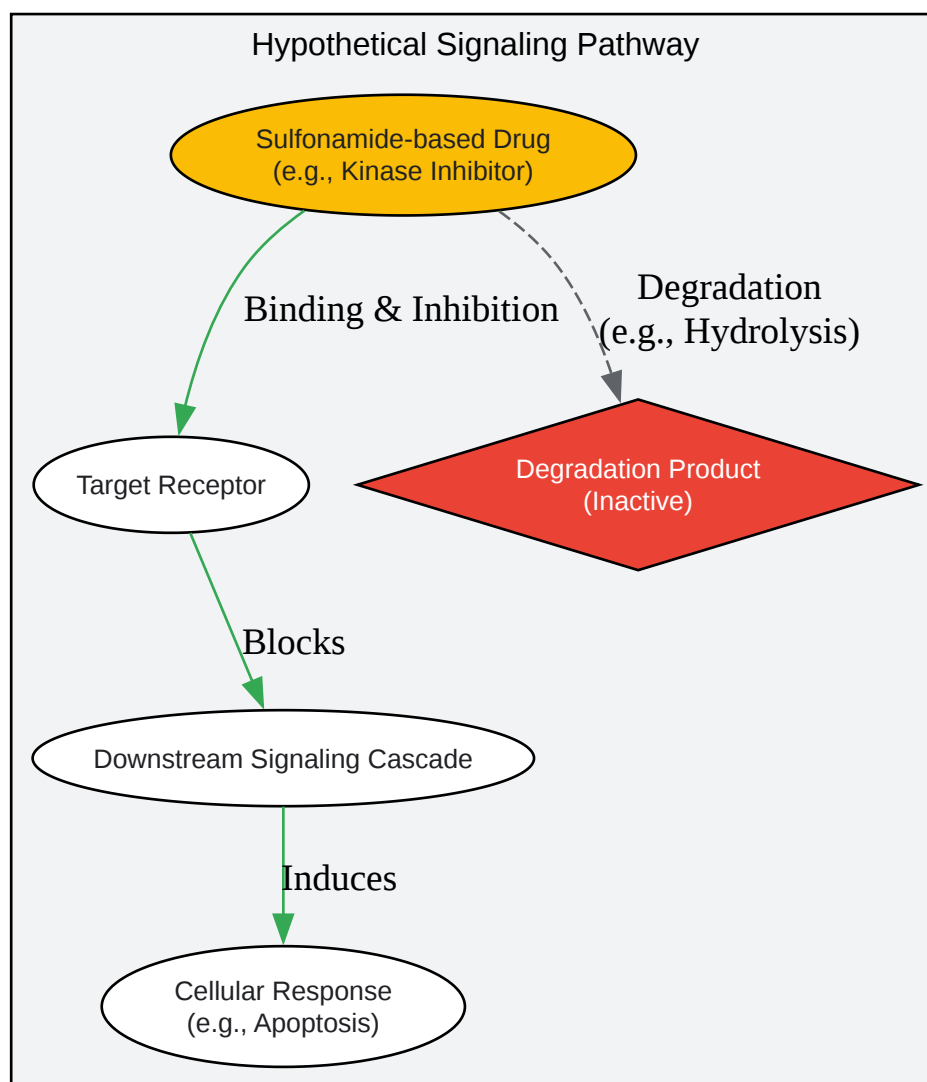 Hypothetical Signaling Pathway
Sulfonamide-based Drug
(e.g., Kinase Inhibitor)
Binding & Inhibition
Degradation
(e.g., Hydrolysis)
Target Receptor
Degradation Product
(Inactive)
Blocks
Downstream Signaling Cascade
Induces
Cellular Response
(e.g., Apoptosis)